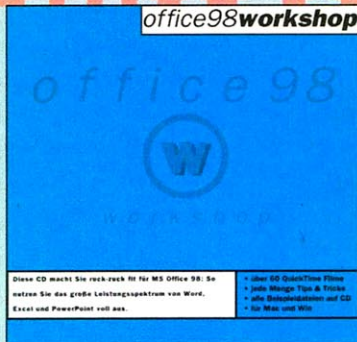 office98workshop
office 98
W
workshop
Diese CD macht Sie ruck-zuck fit für MS Office 98: So
nutzen Sie das große Leistungsspektrum von Word,
Excel und PowerPoint voll aus.
• über 60 QuickTime Filme
• jede Menge Tips & Tricks
• alle Beispieldateien auf CD
• für Mac und Win